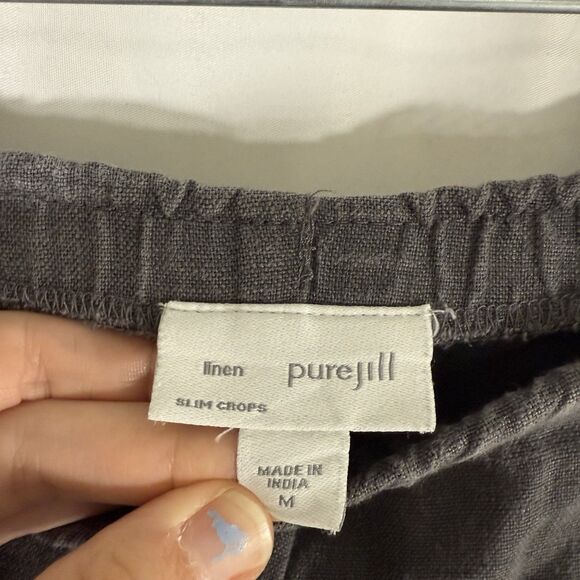 linen purejill
SLIM CROPS
MADE IN
INDIA
M